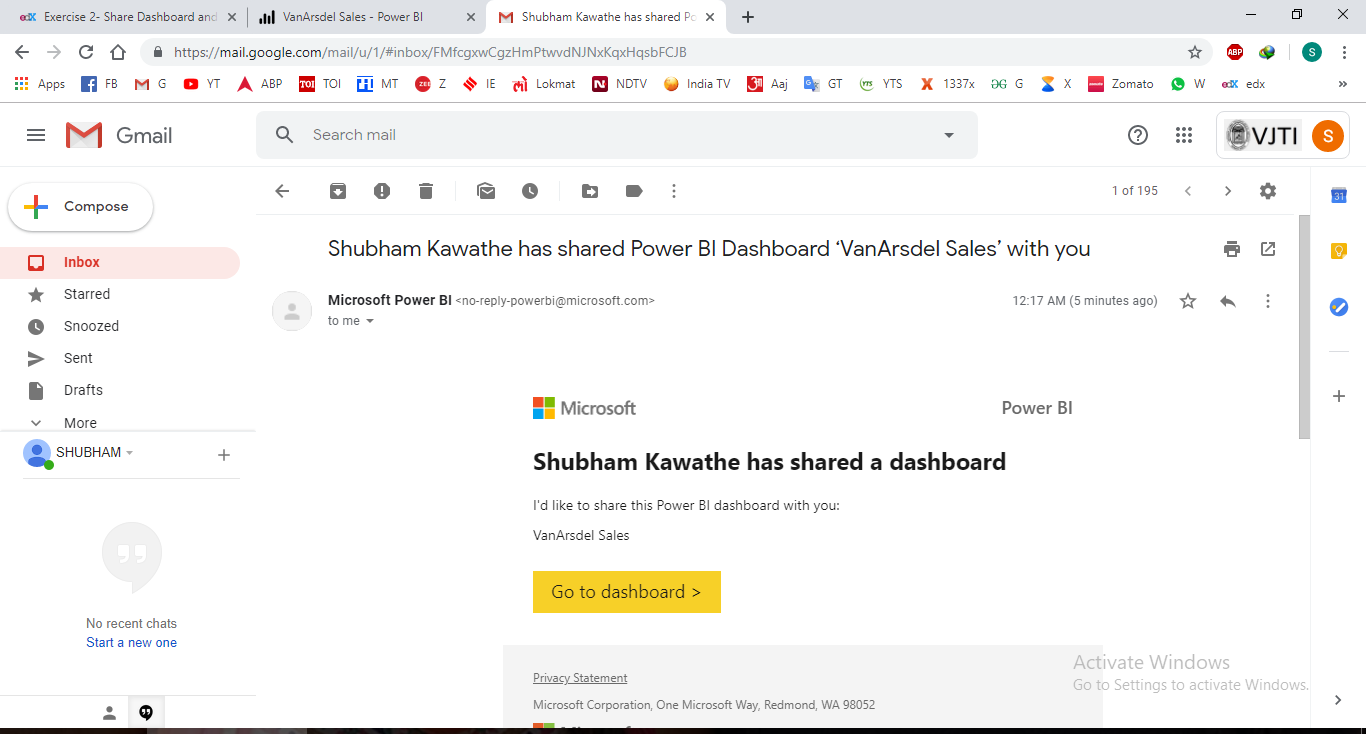 Exercise 2- Share Dashboard and
VanArsdel Sales - Power BI
Shubham Kawathe has shared Po
https://mail.google.com/mail/u/1/#inbox/FMfcgxwCgzHmPtwvdNJNxKqxHqsbFCJB
ABP
S
Apps FB G YT ABP TOI MT Z IE Lokmat NDTV India TV Aaj GT YTS 1337x G X Zomato W edx
Gmail
Search mail
VJTI
S
Compose
1 of 195
31
Inbox
Starred
Snoozed
Sent
Drafts
More
SHUBHAM
No recent chats
Start a new one
Shubham Kawathe has shared Power BI Dashboard ‘VanArsdel Sales’ with you
Microsoft Power BI <no-reply-powerbi@microsoft.com>
12:17 AM (5 minutes ago)
to me
Microsoft
Power BI
Shubham Kawathe has shared a dashboard
I'd like to share this Power BI dashboard with you:
VanArsdel Sales
Go to dashboard >
Activate Windows
Go to Settings to activate Windows.
Privacy Statement
Microsoft Corporation, One Microsoft Way, Redmond, WA 98052